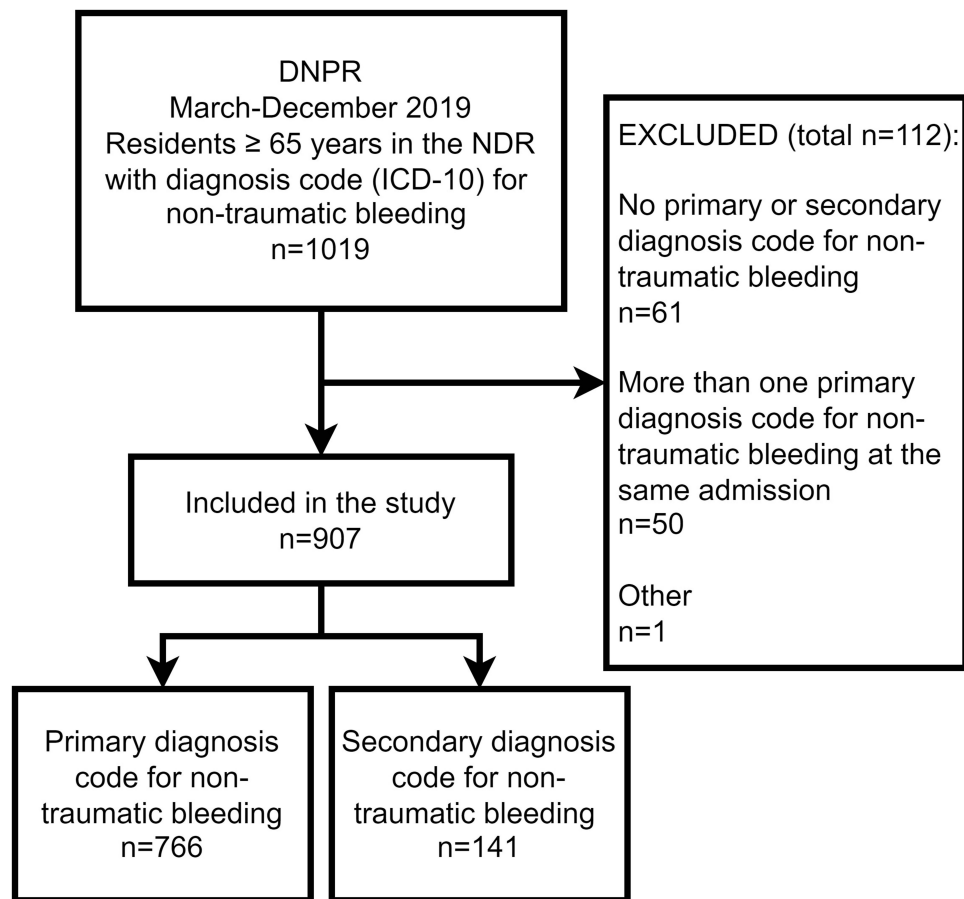 DNPR
March-December 2019
Residents ≥ 65 years in the NDR
with diagnosis code (ICD-10) for
non-traumatic bleeding
n=1019
EXCLUDED (total n=112):
No primary or secondary
diagnosis code for non-
traumatic bleeding
n=61
More than one primary
diagnosis code for non-
traumatic bleeding at the
same admission
n=50
Other
n=1
Included in the study
n=907
Primary diagnosis
code for non-
traumatic bleeding
n=766
Secondary diagnosis
code for non-
traumatic bleeding
n=141